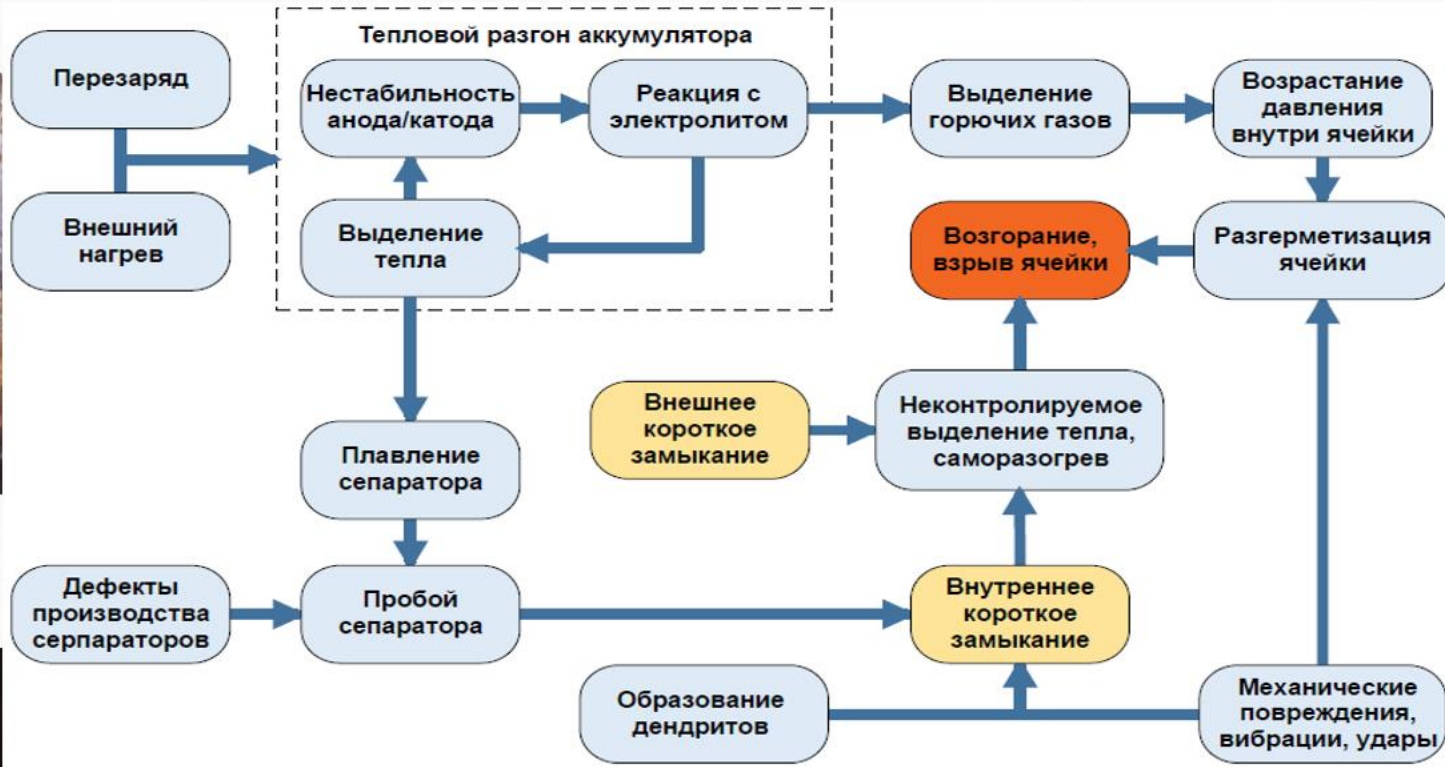 Тепловой разгон аккумулятора
Перезаряд
Нестабильность
анода/катода
Реакция с
электролитом
Выделение
горючих газов
Возрастание
давления
внутри ячейки
Внешний
нагрев
Выделение
тепла
Возгорание,
взрыв ячейки
Разгерметизация
ячейки
Внешнее
короткое
замыкание
Неконтролируемое
выделение тепла,
саморазогрев
Плавление
сепаратора
Дефекты
производства
серпараторов
Пробой
сепаратора
Внутреннее
короткое
замыкание
Образование
дендритов
Механические
повреждения,
вибрации, удары